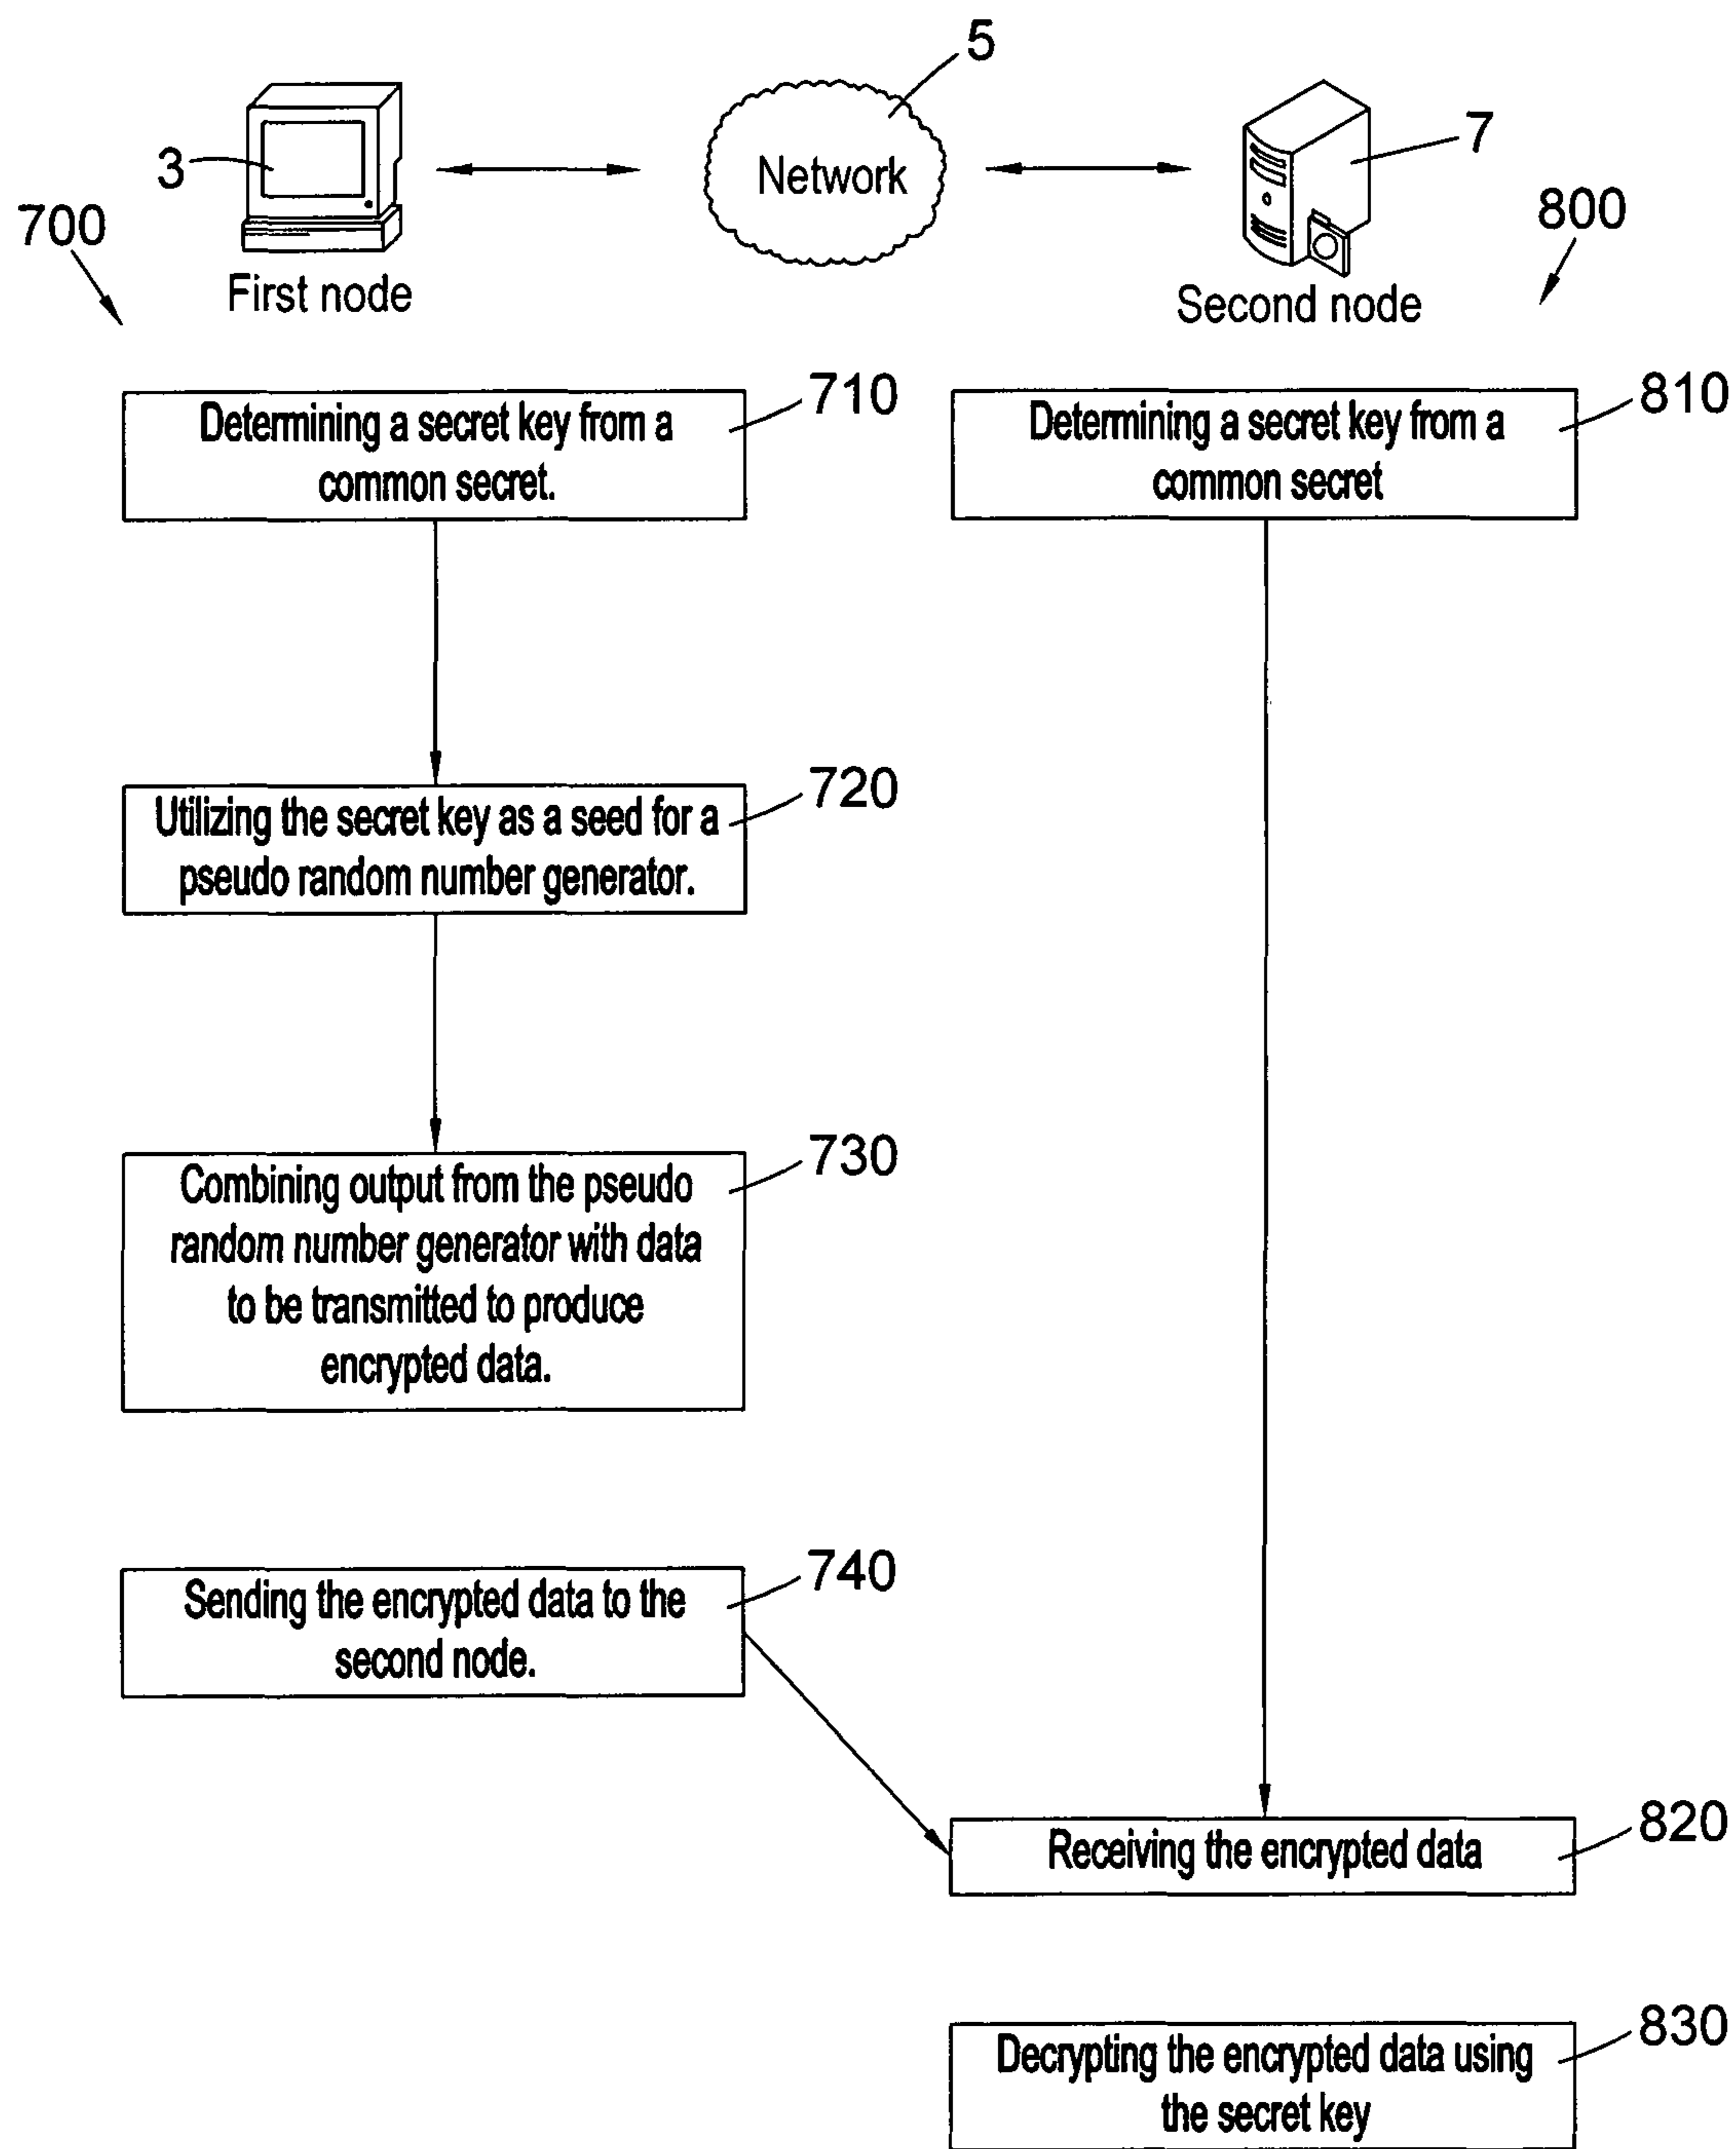 5
3
Network
7
700
800
First node
Second node
Determining a secret key from a
common secret.
710
Determining a secret key from a
common secret
810
Utilizing the secret key as a seed for a
pseudo random number generator.
720
Combining output from the pseudo
random number generator with data
to be transmitted to produce
encrypted data.
730
Sending the encrypted data to the
second node.
740
Receiving the encrypted data
820
Decrypting the encrypted data using
the secret key
830